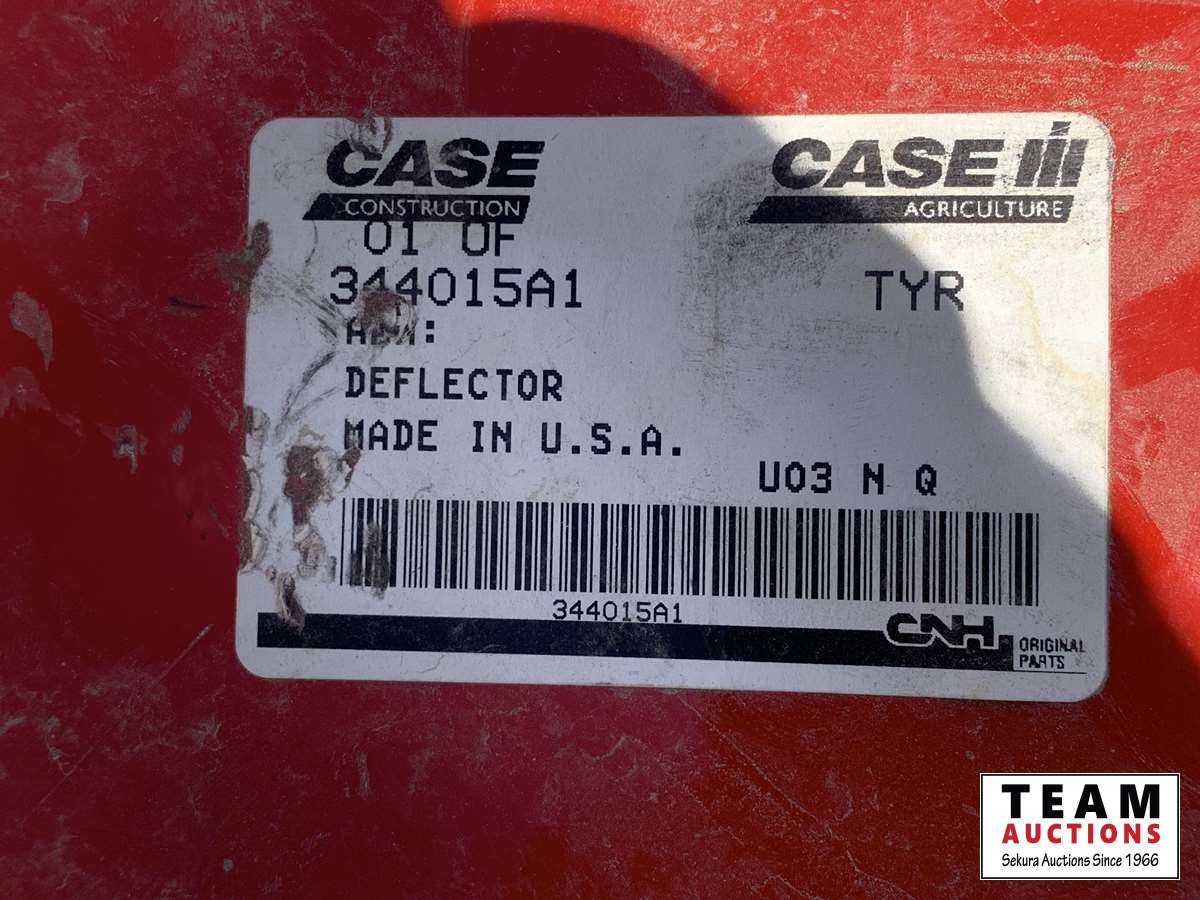 CASE CASE IH
CONSTRUCTION AGRICULTURE
01 OF
344015A1 TYR
DEFLECTOR
MADE IN U.S.A.
U03 N Q
344015A1
CNH ORIGINAL
PARTS
TEAM
AUCTIONS
Sekura Auctions Since 1966